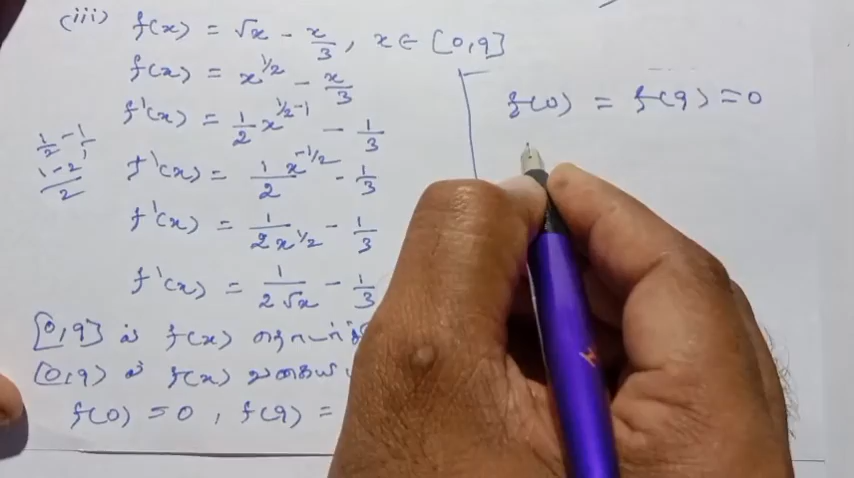 (iii) f(x) = √x - x/3, x ∈ [0,9]
f(x) = x^1/2 - x/3
f'(x) = 1/2 x^1/2-1 - 1/3
1/2 - 1/1
1-2/2
f'(x) = 1/2 x^-1/2 - 1/3
f'(x) = 1/2x^1/2 - 1/3
f'(x) = 1/2√x - 1/3
[0,9] ல் f(x)
(0,9) ல் f(x)
f(0) = 0, f(9) =
f(0) = f(9) = 0